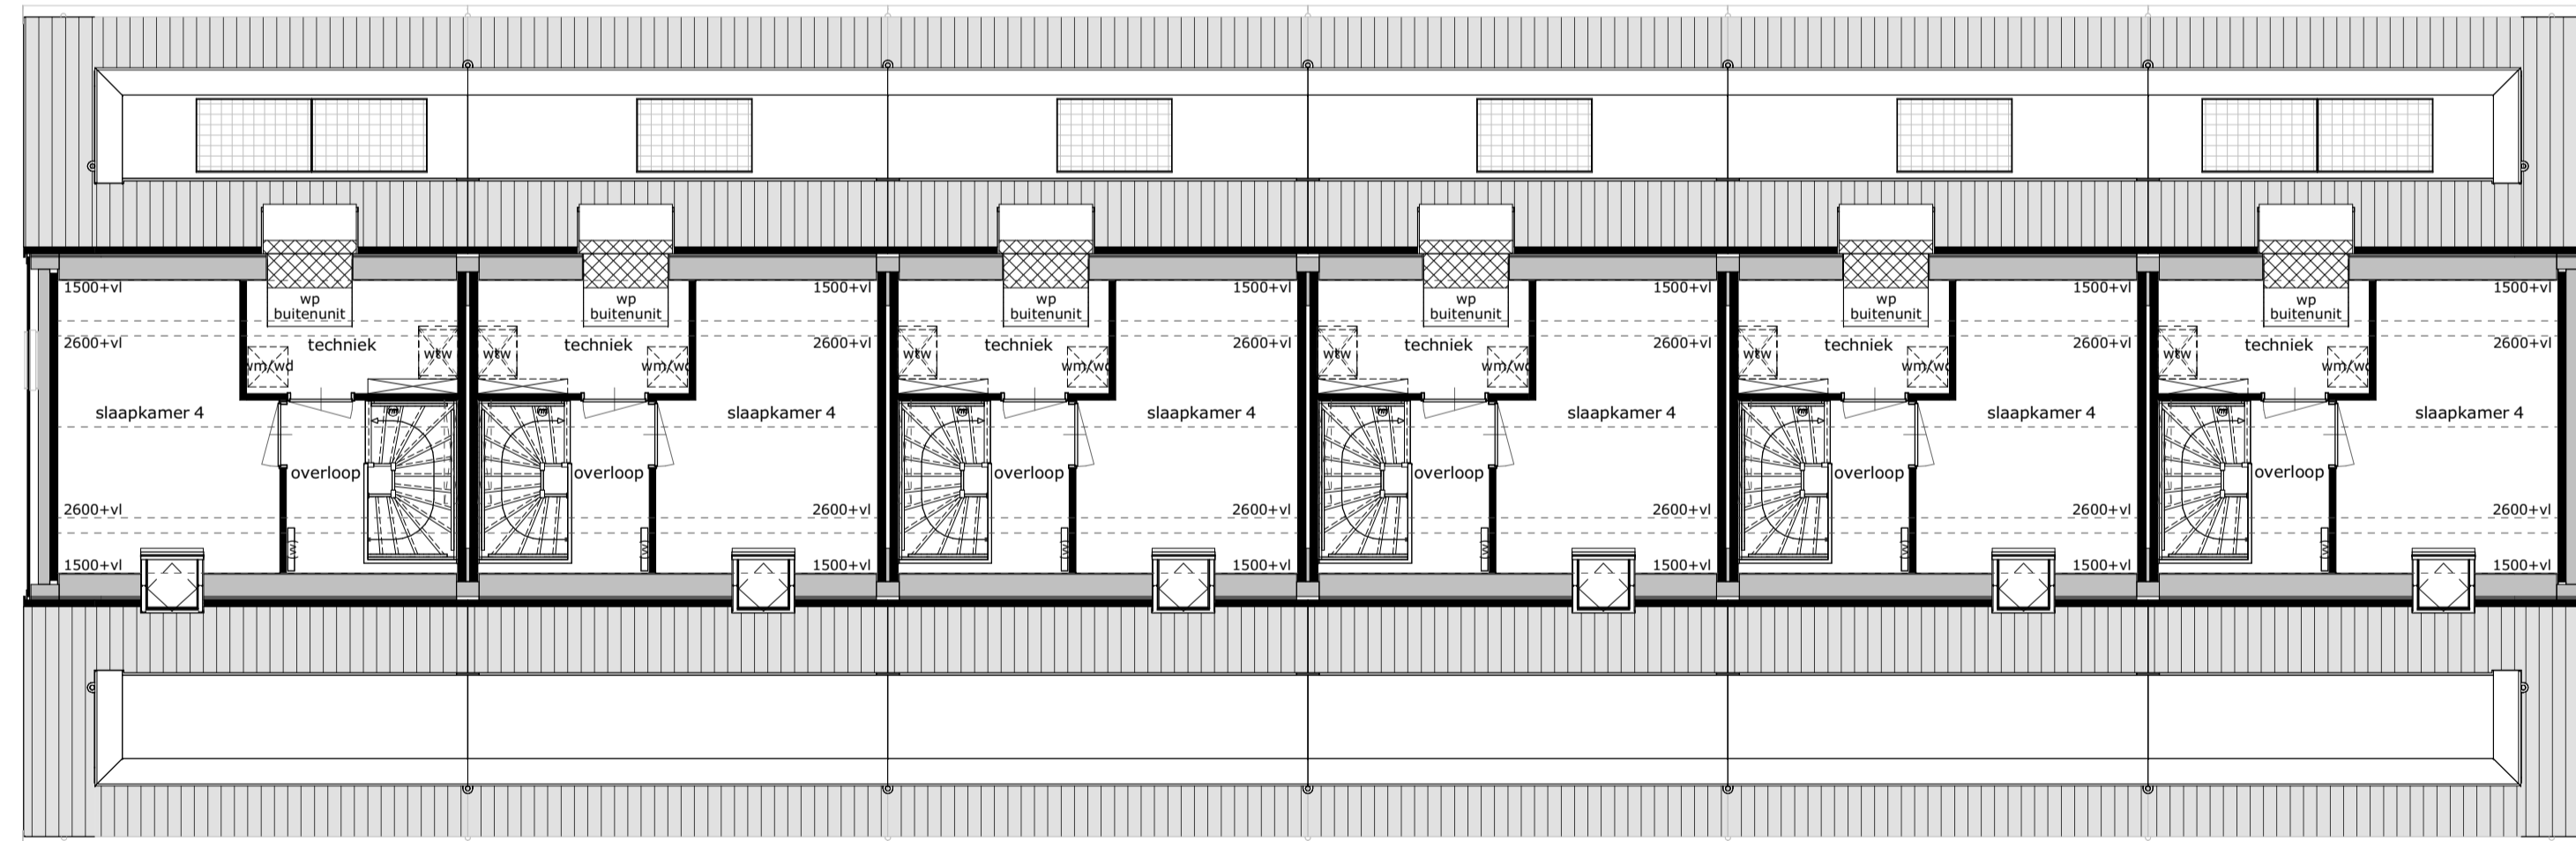 1500+vl
wp
buitenunit
wp
buitenunit
1500+vl
wp
buitenunit
1500+vl
wp
buitenunit
1500+vl
wp
buitenunit
1500+vl
wp
buitenunit
1500+vl
2600+vl
techniek
techniek
2600+vl
techniek
2600+vl
techniek
2600+vl
techniek
2600+vl
techniek
2600+vl
wm/wd
wtw
wtw
wm/wd
wtw
wm/wd
wtw
wm/wd
wtw
wm/wd
wtw
wm/wd
slaapkamer 4
slaapkamer 4
slaapkamer 4
slaapkamer 4
slaapkamer 4
slaapkamer 4
overloop
overloop
overloop
overloop
overloop
overloop
2600+vl
2600+vl
2600+vl
2600+vl
2600+vl
2600+vl
(w)
(w)
(w)
(w)
(w)
(w)
1500+vl
1500+vl
1500+vl
1500+vl
1500+vl
1500+vl